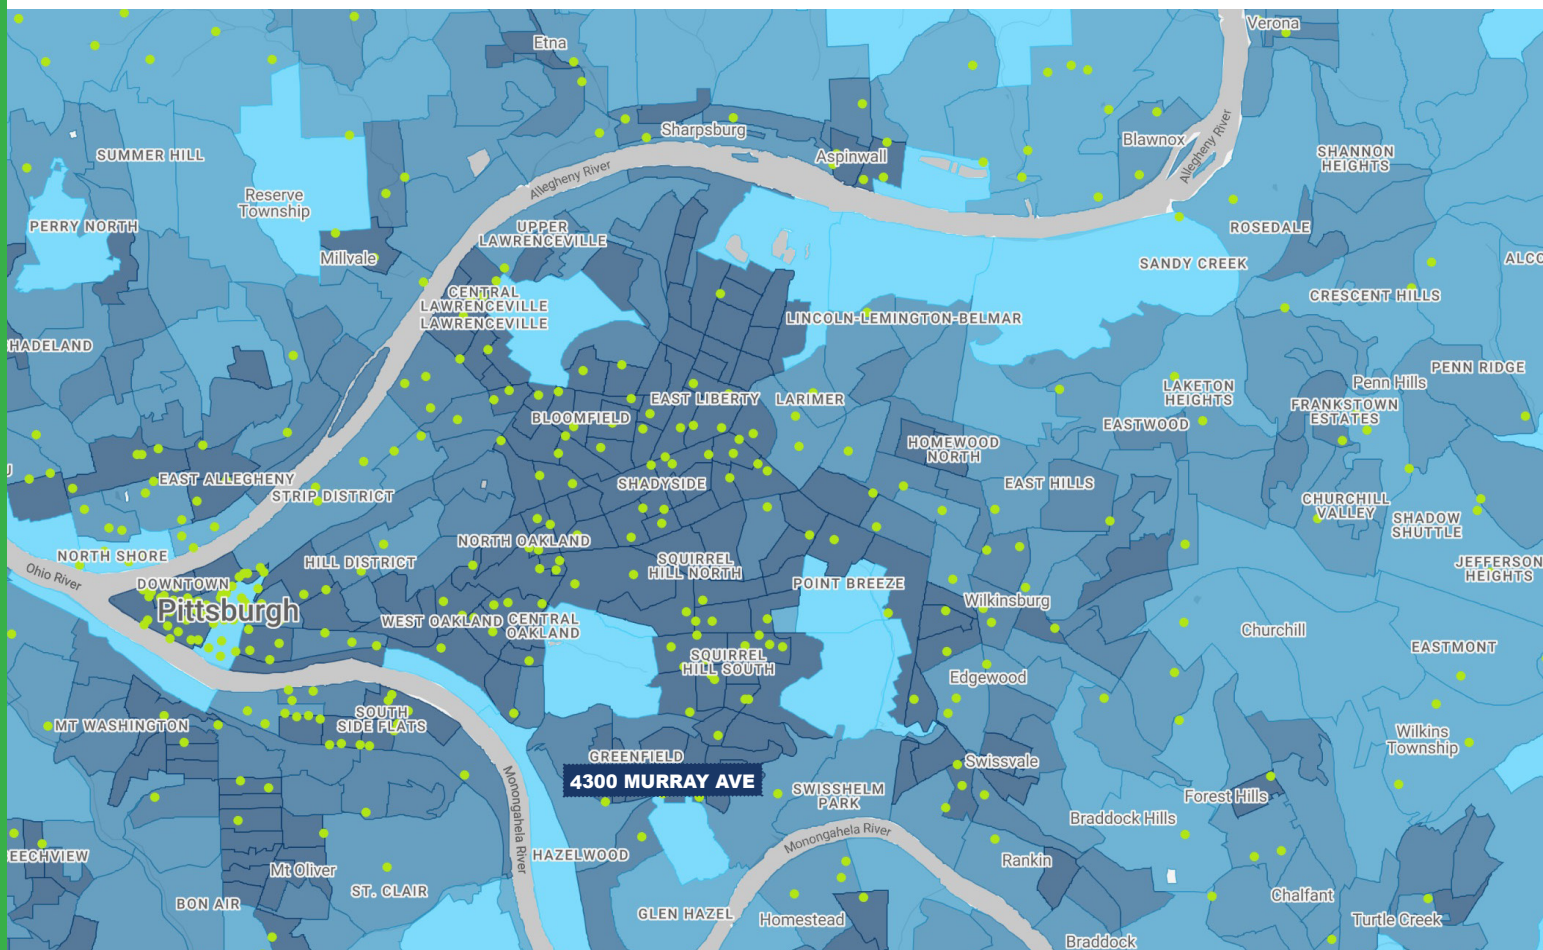 Verona
Etna
Sharpsburg
Blawnox
Allegheny River
SUMMER HILL
Aspinwall
SHANNON
HEIGHTS
Allegheny River
Reserve
Township
PERRY NORTH
UPPER
LAWRENCEVILLE
ROSEDALE
Millvale
SANDY CREEK
ALCO
CENTRAL
LAWRENCEVILLE
LAWRENCEVILLE
CRESCENT HILLS
LINCOLN-LEMINGTON-BELMAR
HADELAND
PENN RIDGE
Penn Hills
LAKETON
HEIGHTS
EAST LIBERTY
LARIMER
FRANKSTOWN
ESTATES
BLOOMFIELD
EASTWOOD
HOMEWOOD
NORTH
EAST ALLEGHENY
SHADYSIDE
EAST HILLS
STRIP DISTRICT
CHURCHILL
VALLEY
SHADOW
SHUTTLE
NORTH OAKLAND
NORTH SHORE
HILL DISTRICT
SQUIRREL
HILL NORTH
JEFFERSON
HEIGHTS
Ohio River
DOWNTOWN
POINT BREEZE
Pittsburgh
Wilkinsburg
WEST OAKLAND
CENTRAL
OAKLAND
Churchill
EASTMONT
SQUIRREL
HILL SOUTH
Edgewood
SOUTH
SIDE FLATS
MT WASHINGTON
Wilkins
Township
GREENFIELD
Swissvale
4300 MURRAY AVE
SWISSHELM
PARK
Forest Hills
Monongahela River
Braddock Hills
Monongahela River
EECHVIEW
HAZELWOOD
Rankin
Mt Oliver
ST. CLAIR
Chalfant
BON AIR
GLEN HAZEL
Homestead
Turtle Creek
Braddock